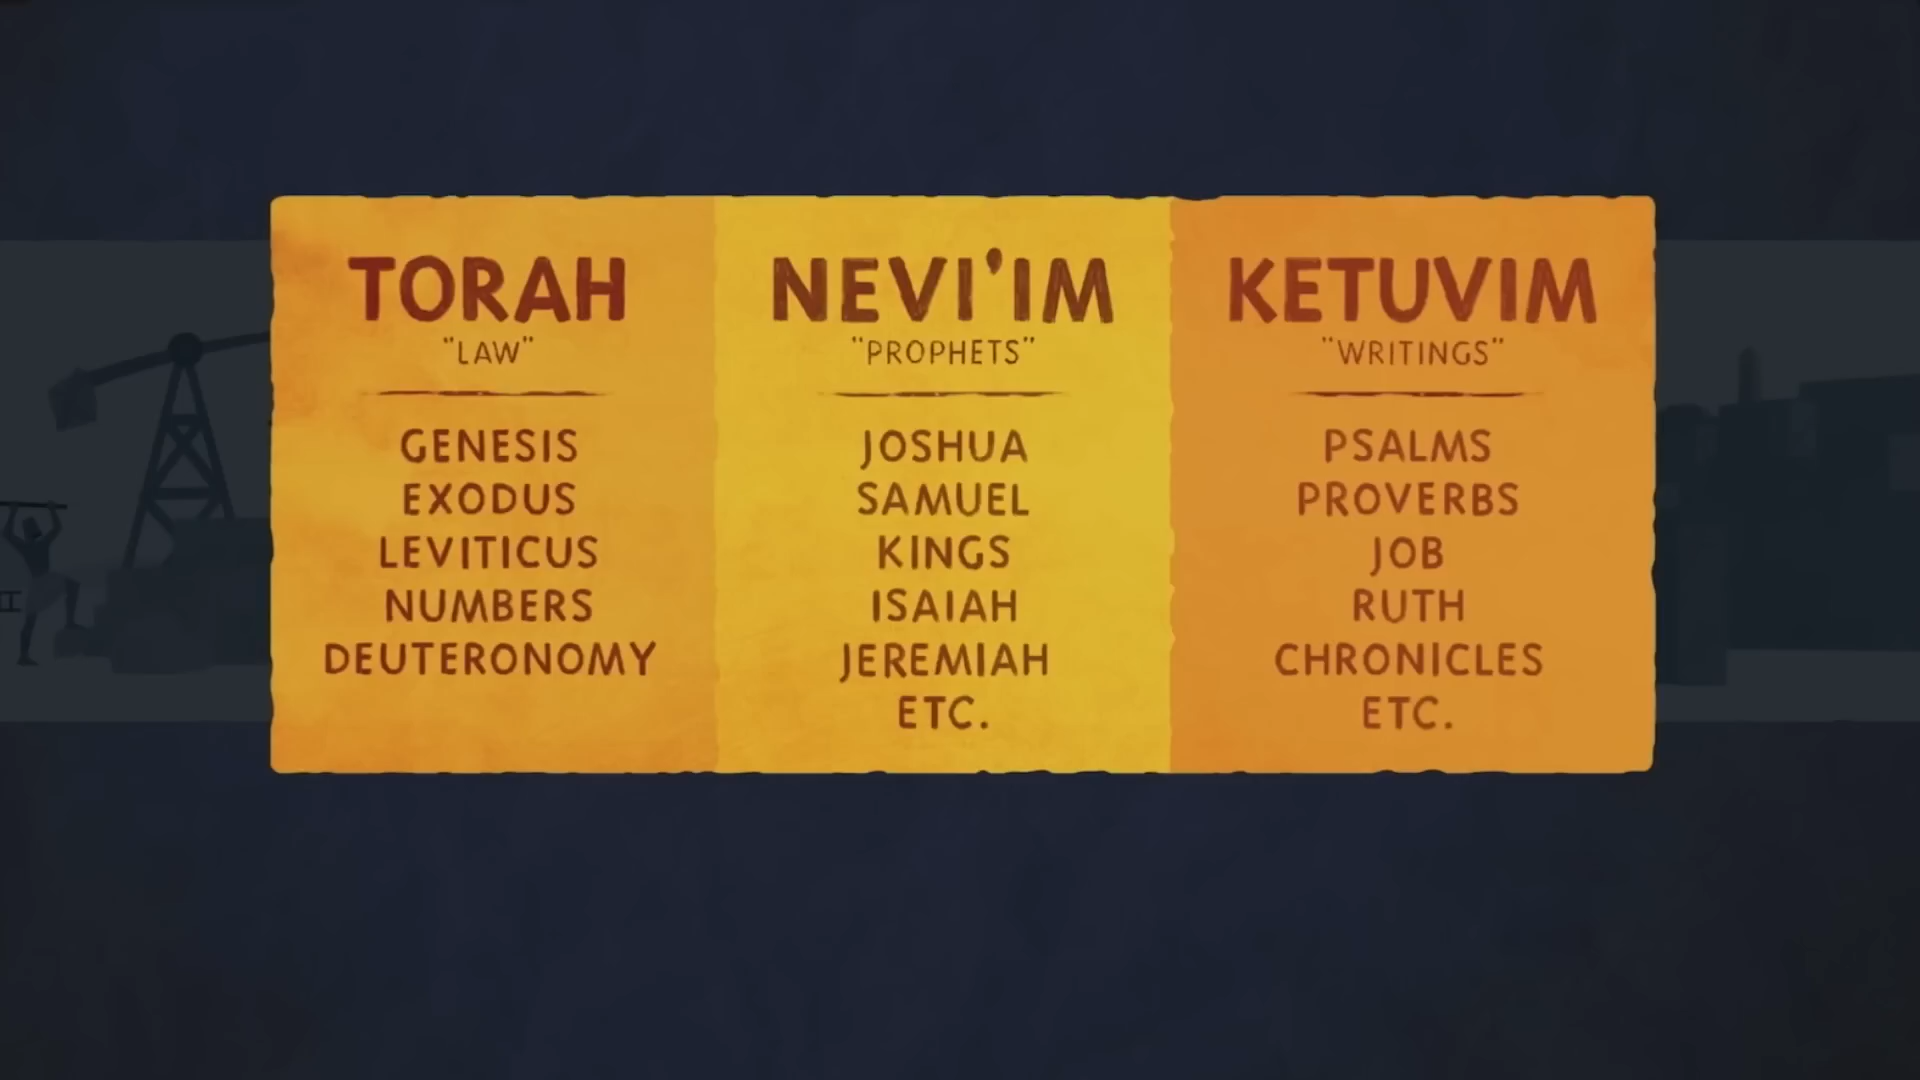 TORAH
"LAW"
GENESIS
EXODUS
LEVITICUS
NUMBERS
DEUTERONOMY
NEVI'IM
"PROPHETS"
JOSHUA
SAMUEL
KINGS
ISAIAH
JEREMIAH
ETC.
KETUVIM
"WRITINGS"
PSALMS
PROVERBS
JOB
RUTH
CHRONICLES
ETC.